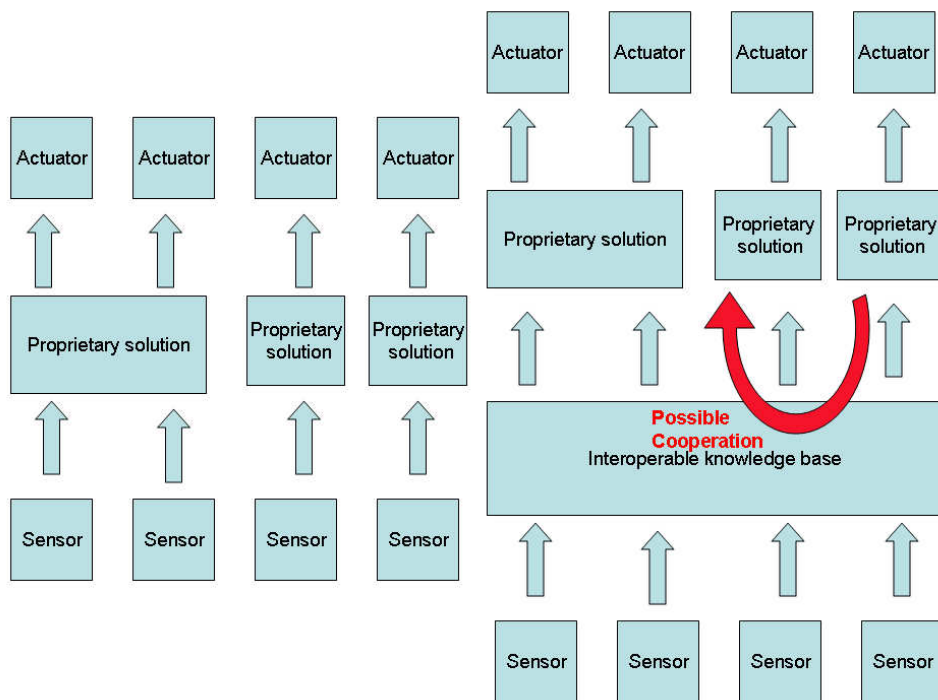 Actuator
Actuator
Actuator
Actuator
Proprietary solution
Proprietary
solution
Proprietary
solution
Sensor
Sensor
Sensor
Sensor
Actuator
Actuator
Actuator
Actuator
Proprietary solution
Proprietary
solution
Proprietary
solution
Possible
Cooperation
Interoperable knowledge base
Sensor
Sensor
Sensor
Sensor